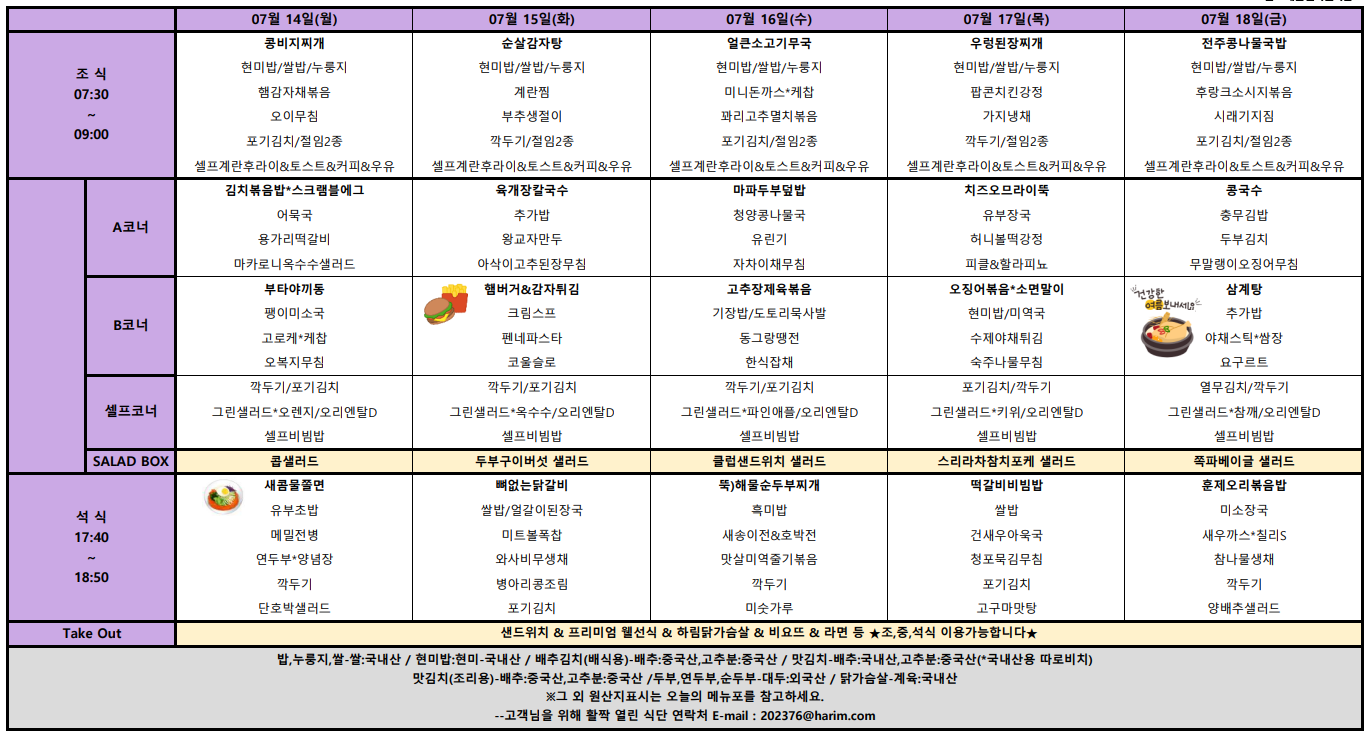 07월 14일(월) 07월 15일(화) 07월 16일(수) 07월 17일(목) 07월 18일(금)
조 식
07:30
~
09:00
콩비지찌개 순살감자탕 얼큰소고기무국 우렁된장찌개 전주콩나물국밥
현미밥/쌀밥/누룽지 현미밥/쌀밥/누룽지 현미밥/쌀밥/누룽지 현미밥/쌀밥/누룽지 현미밥/쌀밥/누룽지
햄감자채볶음 계란찜 미니돈까스*케찹 팝콘치킨강정 후랑크소시지볶음
오이무침 부추생절이 꽈리고추멸치볶음 가지냉채 시래기지짐
포기김치/절임2종 깍두기/절임2종 포기김치/절임2종 깍두기/절임2종 포기김치/절임2종
셀프계란후라이&토스트&커피&우유 셀프계란후라이&토스트&커피&우유 셀프계란후라이&토스트&커피&우유 셀프계란후라이&토스트&커피&우유 셀프계란후라이&토스트&커피&우유
A코너
김치볶음밥*스크램블에그 육개장칼국수 마파두부덮밥 치즈오므라이뚝 콩국수
어묵국 추가밥 청양콩나물국 유부장국 충무김밥
용가리떡갈비 왕교자만두 유린기 허니볼떡강정 두부김치
마카로니옥수수샐러드 아삭이고추된장무침 자차이채무침 피클&할라피뇨 무말랭이오징어무침
B코너
부타야끼동 햄버거&감자튀김 고추장제육볶음 오징어볶음*소면말이 삼계탕
팽이미소국 크림스프 기장밥/도토리묵사발 현미밥/미역국 추가밥
고로케*케찹 펜네파스타 동그랑땡전 수제야채튀김 야채스틱*쌈장
오복지무침 코울슬로 한식잡채 숙주나물무침 요구르트
건강한
여름보내세요
셀프코너
깍두기/포기김치 깍두기/포기김치 깍두기/포기김치 포기김치/깍두기 열무김치/깍두기
그린샐러드*오렌지/오리엔탈D 그린샐러드*옥수수/오리엔탈D 그린샐러드*파인애플/오리엔탈D 그린샐러드*키위/오리엔탈D 그린샐러드*참깨/오리엔탈D
셀프비빔밥 셀프비빔밥 셀프비빔밥 셀프비빔밥 셀프비빔밥
SALAD BOX 콥샐러드 두부구이버섯 샐러드 클럽샌드위치 샐러드 스리라차참치포케 샐러드 쪽파베이글 샐러드
석 식
17:40
~
18:50
새콤물쫄면 뼈없는닭갈비 뚝)해물순두부찌개 떡갈비비빔밥 훈제오리볶음밥
유부초밥 쌀밥/얼갈이된장국 흑미밥 쌀밥 미소장국
메밀전병 미트볼폭찹 새송이전&호박전 건새우아욱국 새우까스*칠리S
연두부*양념장 와사비무생채 맛살미역줄기볶음 청포묵김무침 참나물생채
깍두기 병아리콩조림 깍두기 포기김치 깍두기
단호박샐러드 포기김치 미숫가루 고구마맛탕 양배추샐러드
Take Out 샌드위치 & 프리미엄 웰선식 & 하림닭가슴살 & 비요뜨 & 라면 등 ★조,중,석식 이용가능합니다★
밥,누룽지,쌀-쌀:국내산 / 현미밥:현미-국내산 / 배추김치(배식용)-배추:중국산,고추분:중국산 / 맛김치-배추:국내산,고추분:중국산(*국내산용 따로비치)
맛김치(조리용)-배추:중국산,고추분:중국산 /두부,연두부,순두부-대두:외국산 / 닭가슴살-계육:국내산
※그 외 원산지표시는 오늘의 메뉴포를 참고하세요.
--고객님을 위해 활짝 열린 식단 연락처 E-mail : 202376@harim.com